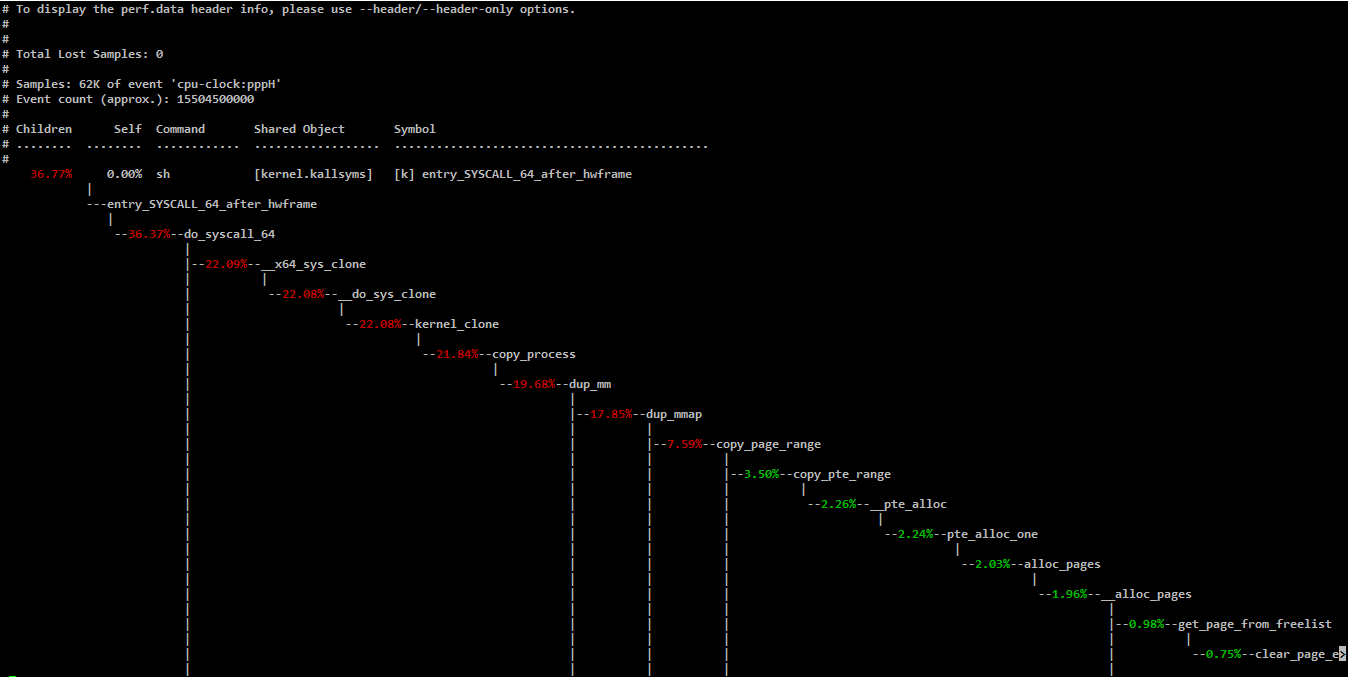 # To display the perf.data header info, please use --header/--header-only options.
#
#
# Total Lost Samples: 0
#
# Samples: 62K of event 'cpu-clock:pppH'
# Event count (approx.): 15504500000
#
# Children      Self  Command       Shared Object       Symbol
# ........  ........  ............  ..................  .............................................
#
    36.77%     0.00%  sh            [kernel.kallsyms]   [k] entry_SYSCALL_64_after_hwframe
            |
            ---entry_SYSCALL_64_after_hwframe
               |
                --36.37%--do_syscall_64
                          |
                          |--22.09%--__x64_sys_clone
                          |          |
                          |           --22.08%--__do_sys_clone
                          |                     |
                          |                      --22.08%--kernel_clone
                          |                                |
                          |                                 --21.84%--copy_process
                          |                                           |
                          |                                            --19.68%--dup_mm
                          |                                                      |
                          |                                                      |--17.85%--dup_mmap
                          |                                                      |          |
                          |                                                      |          |--7.59%--copy_page_range
                          |                                                      |          |          |
                          |                                                      |          |          |--3.50%--copy_pte_range
                          |                                                      |          |          |          |
                          |                                                      |          |          |           --2.26%--__pte_alloc
                          |                                                      |          |          |                     |
                          |                                                      |          |          |                      --2.24%--pte_alloc_one
                          |                                                      |          |          |                                |
                          |                                                      |          |          |                                 --2.03%--alloc_pages
                          |                                                      |          |          |                                           |
                          |                                                      |          |          |                                            --1.96%--__alloc_pages
                          |                                                      |          |          |                                                      |
                          |                                                      |          |          |                                                      |--0.98%--get_page_from_freelist
                          |                                                      |          |          |                                                      |          |
                          |                                                      |          |          |                                                      |           --0.75%--clear_page_e>
                          |                                                      |          |          |                                                      |